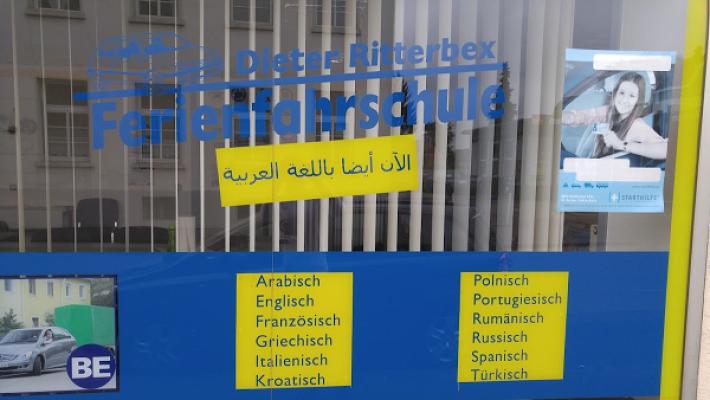 Dieter Ritterbex
Ferienfahrschule
الآن أيضا باللغة العربية
STARTHILFE
BE
Arabisch
Englisch
Französisch
Griechisch
Italienisch
Kroatisch
Polnisch
Portugiesisch
Rumänisch
Russisch
Spanisch
Türkisch